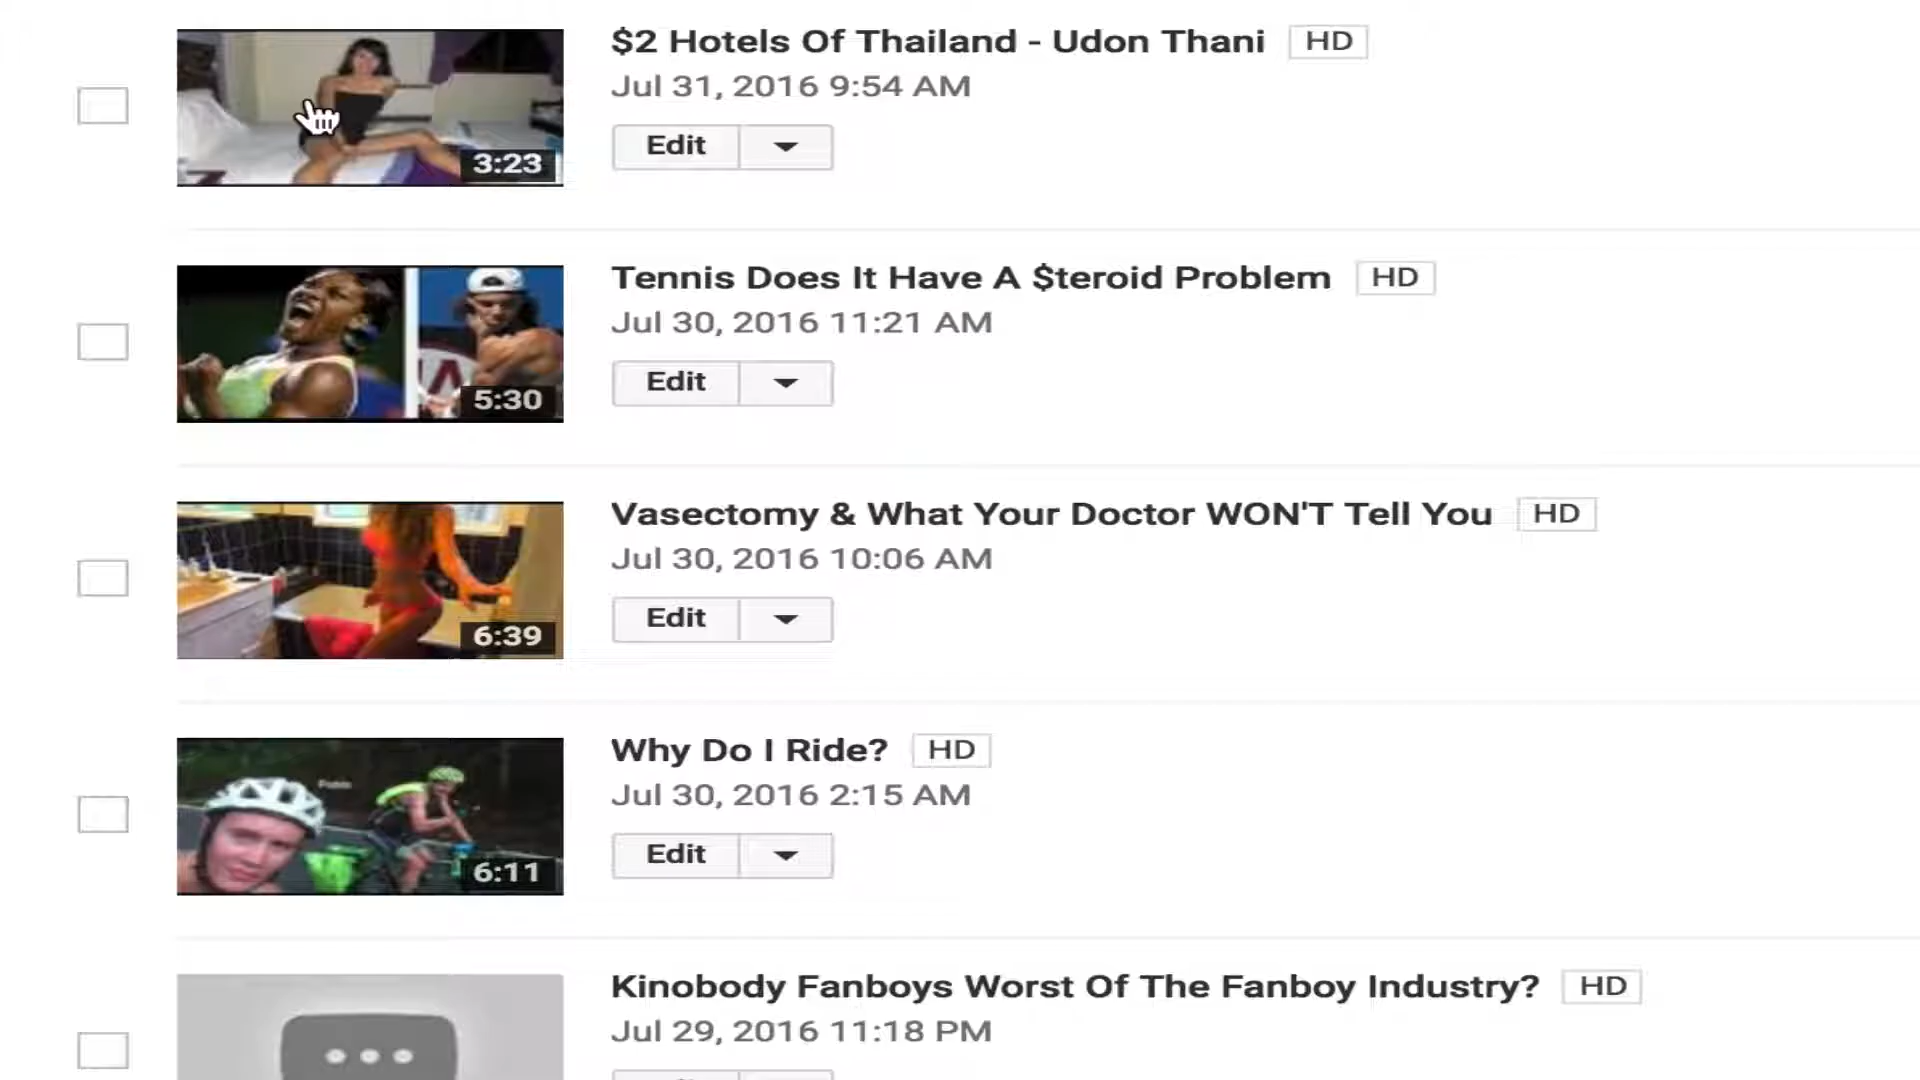 $2 Hotels Of Thailand - Udon Thani HD
Jul 31, 2016 9:54 AM
Edit
3:23
Tennis Does It Have A $teroid Problem HD
Jul 30, 2016 11:21 AM
Edit
5:30
Vasectomy & What Your Doctor WON'T Tell You HD
Jul 30, 2016 10:06 AM
Edit
6:39
Why Do I Ride? HD
Jul 30, 2016 2:15 AM
Edit
6:11
Kinobody Fanboys Worst Of The Fanboy Industry? HD
Jul 29, 2016 11:18 PM